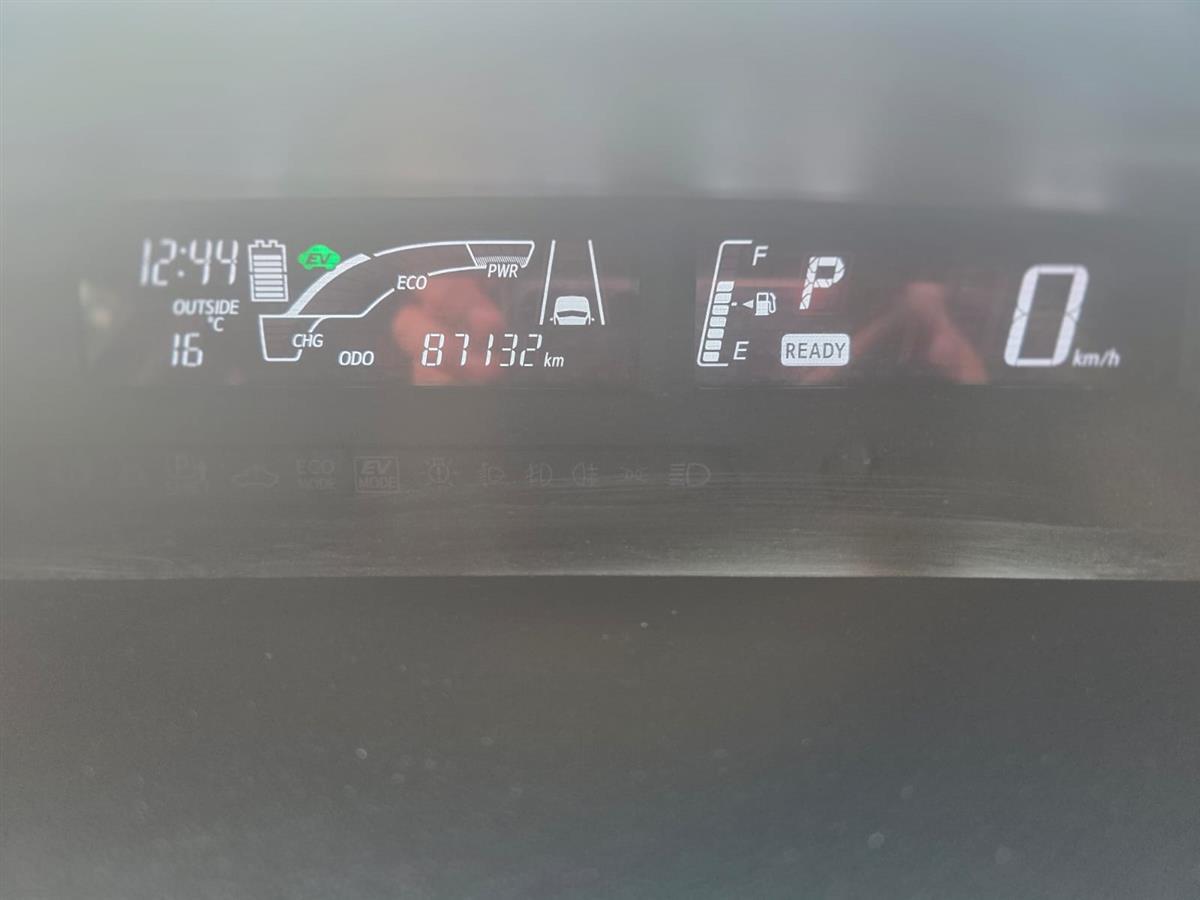 12:44
EV
OUTSIDE
16 °C
ECO
PWR
CHG
ODO 87132 km
F
E
P
READY
0 km/h
ECO MODE
EV MODE